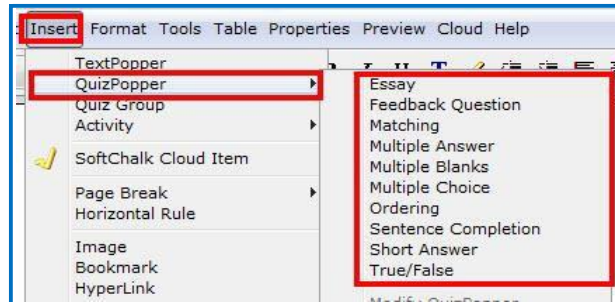 Insert Format Tools Table Properties Preview Cloud Help
TextPopper
QuizPopper
Quiz Group
Activity
SoftChalk Cloud Item
Page Break
Horizontal Rule
Image
Bookmark
HyperLink
Essay
Feedback Question
Matching
Multiple Answer
Multiple Blanks
Multiple Choice
Ordering
Sentence Completion
Short Answer
True/False
Modify QuizPopper